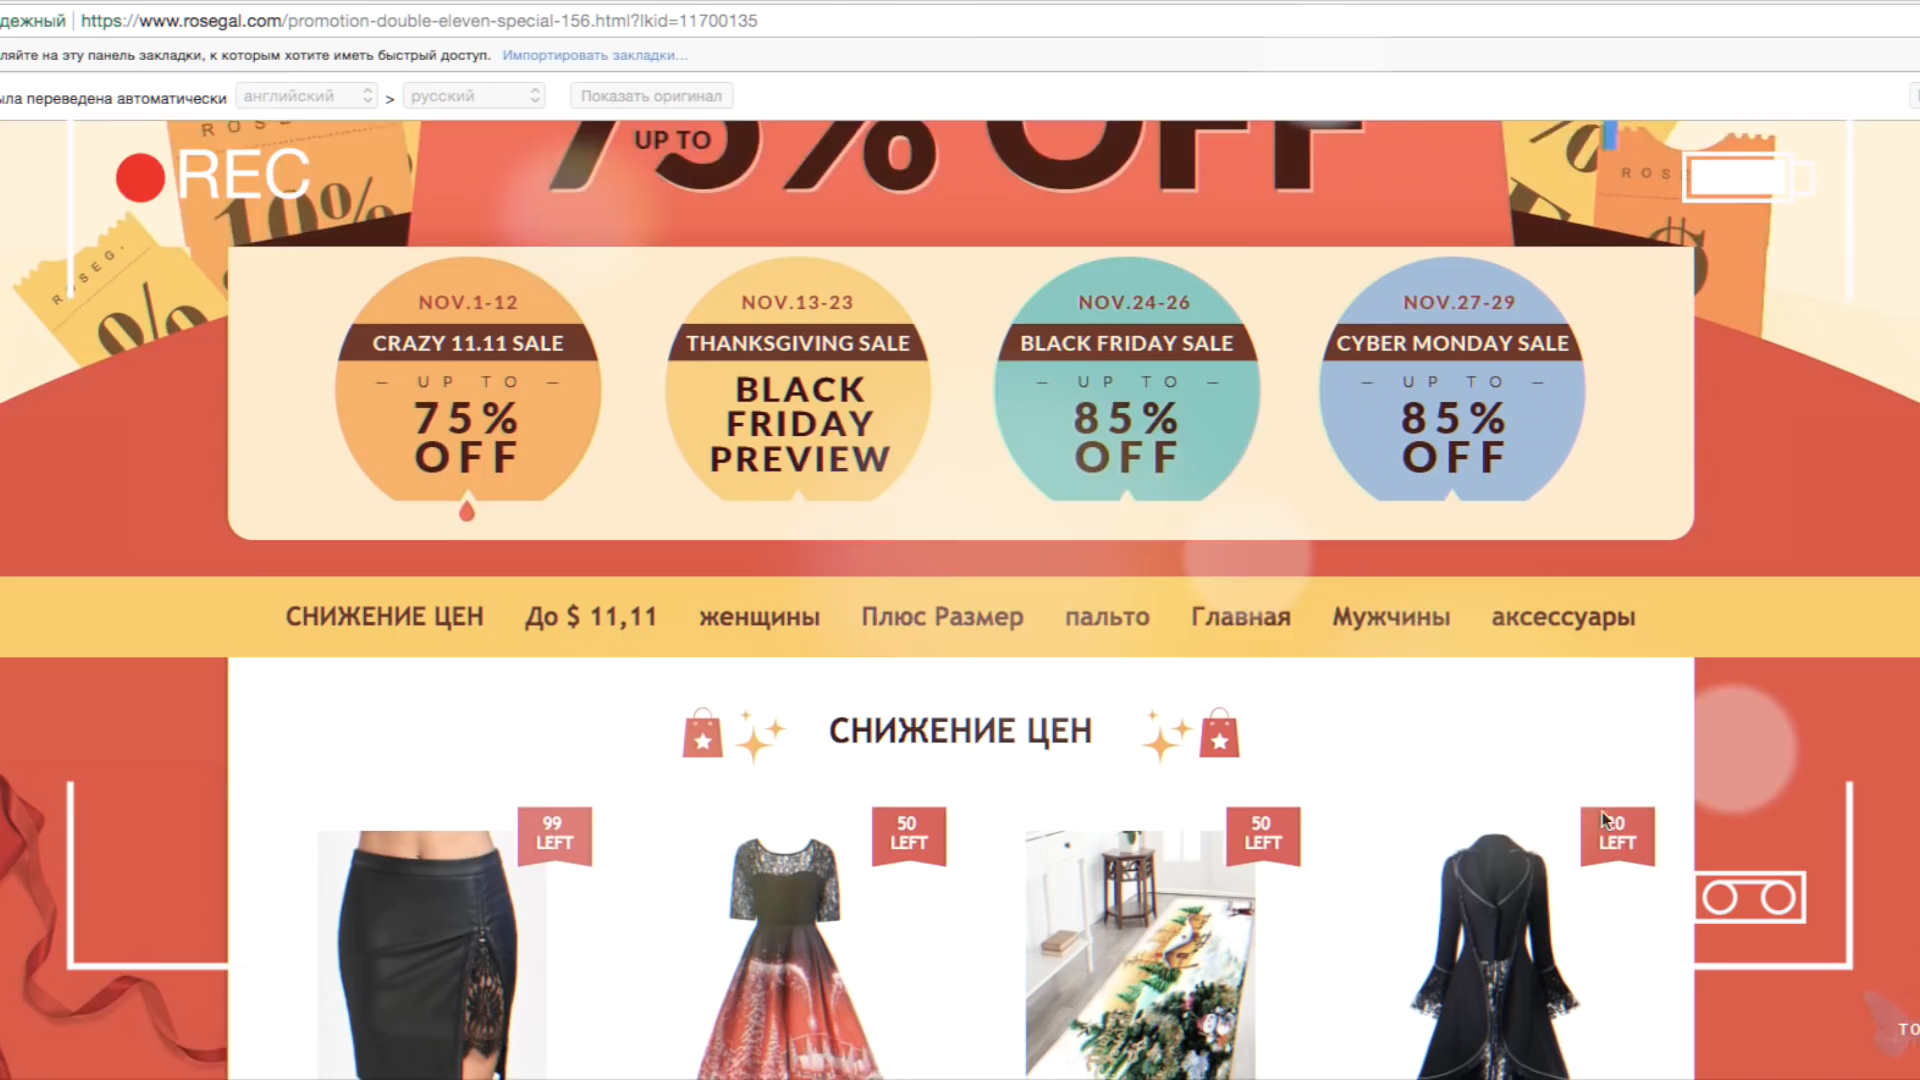 дежный | https://www.rosegal.com/promotion-double-eleven-special-156.html?lkid=11700135
ляйте на эту панель закладки, к которым хотите иметь быстрый доступ. Импортировать закладки...
ла переведена автоматически английский > русский Показать оригинал
UP TO 75% OFF
REC
10%
ROSEG.
%
%
ROS
$
NOV.1-12
CRAZY 11.11 SALE
— UP TO —
75%
OFF
NOV.13-23
THANKSGIVING SALE
BLACK
FRIDAY
PREVIEW
NOV.24-26
BLACK FRIDAY SALE
— UP TO —
85%
OFF
NOV.27-29
CYBER MONDAY SALE
— UP TO —
85%
OFF
СНИЖЕНИЕ ЦЕН До $ 11,11 женщины Плюс Размер пальто Главная Мужчины аксессуары
СНИЖЕНИЕ ЦЕН
99
LEFT
50
LEFT
50
LEFT
LEFT
TO